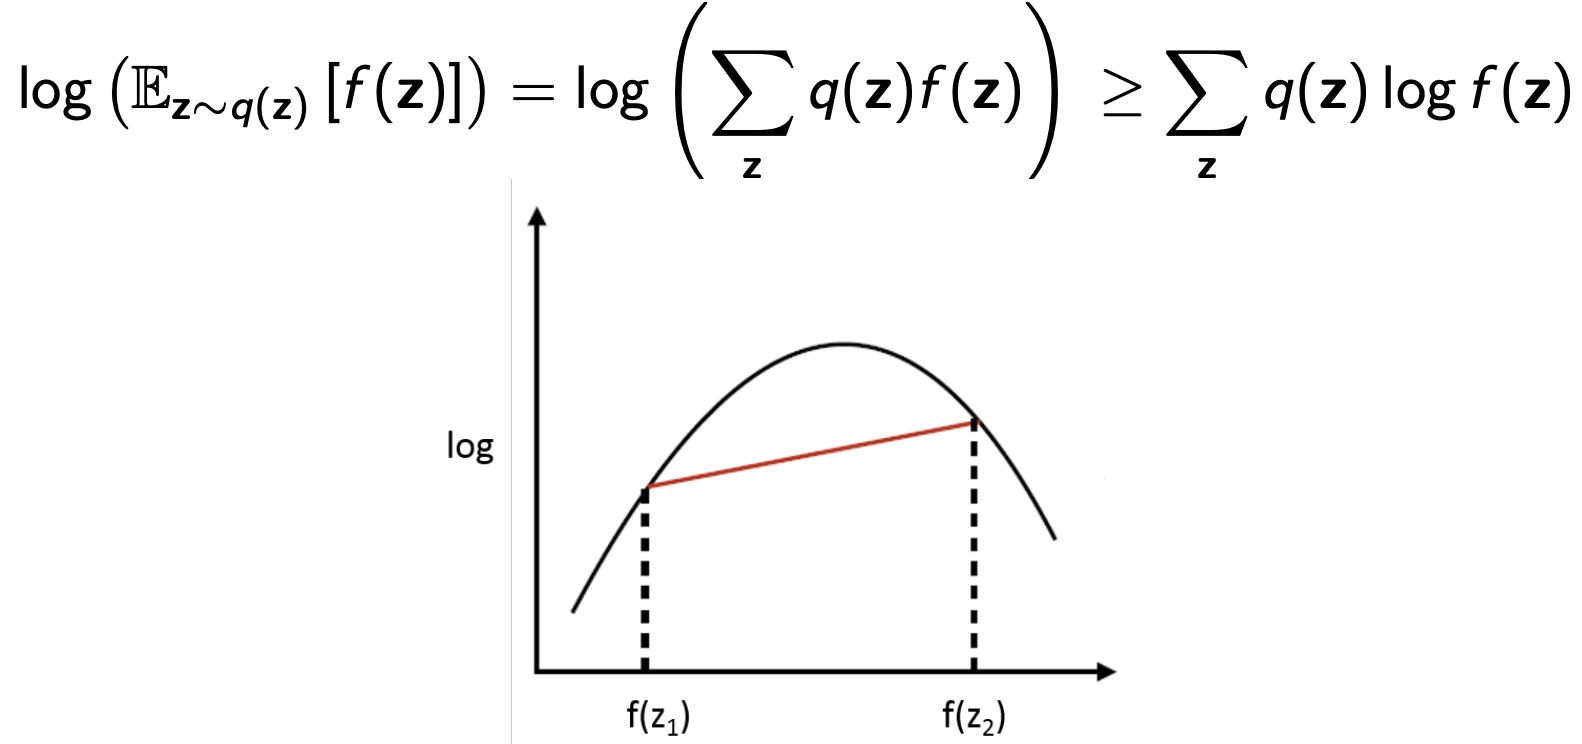 log (𝔼_{z∼q(z)} [f(z)]) = log (∑_z q(z)f(z)) ≥ ∑_z q(z) log f(z)
log
f(z₁) f(z₂)